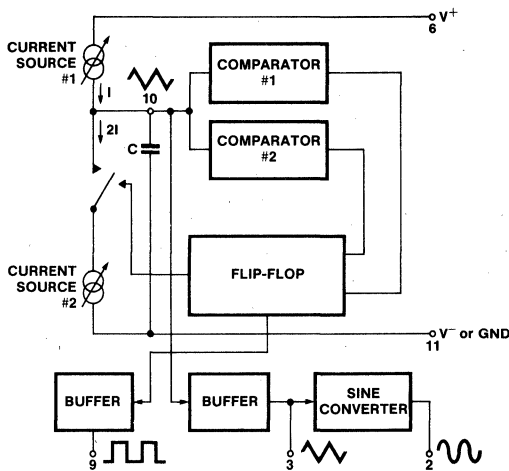 V+
6
CURRENT
SOURCE
#1
I
10
2I
C
COMPARATOR
#1
COMPARATOR
#2
FLIP-FLOP
CURRENT
SOURCE
#2
V− or GND
11
BUFFER
BUFFER
SINE
CONVERTER
9
3
2